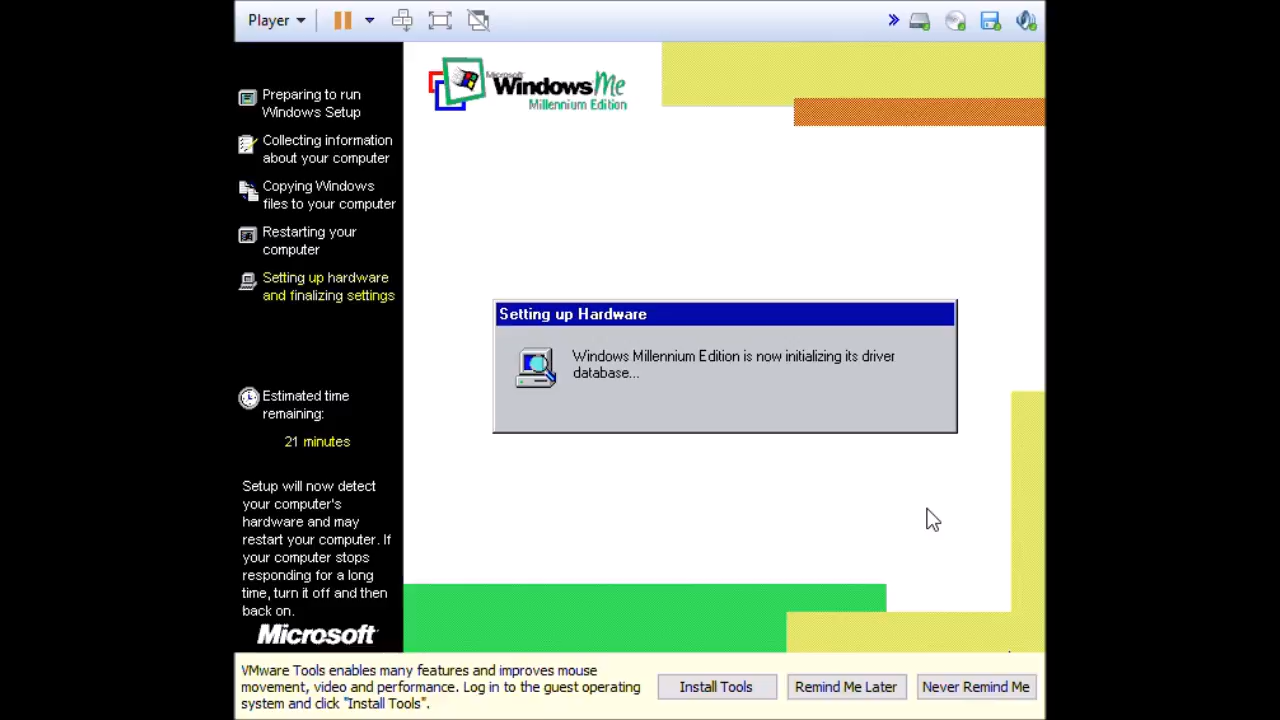 Player
Preparing to run
Windows Setup
Collecting information
about your computer
Copying Windows
files to your computer
Restarting your
computer
Setting up hardware
and finalizing settings
Estimated time
remaining:
21 minutes
Setup will now detect
your computer's
hardware and may
restart your computer. If
your computer stops
responding for a long
time, turn it off and then
back on.
Microsoft
Microsoft
WindowsMe
Millennium Edition
Setting up Hardware
Windows Millennium Edition is now initializing its driver
database...
VMware Tools enables many features and improves mouse
movement, video and performance. Log in to the guest operating
system and click "Install Tools".
Install Tools
Remind Me Later
Never Remind Me